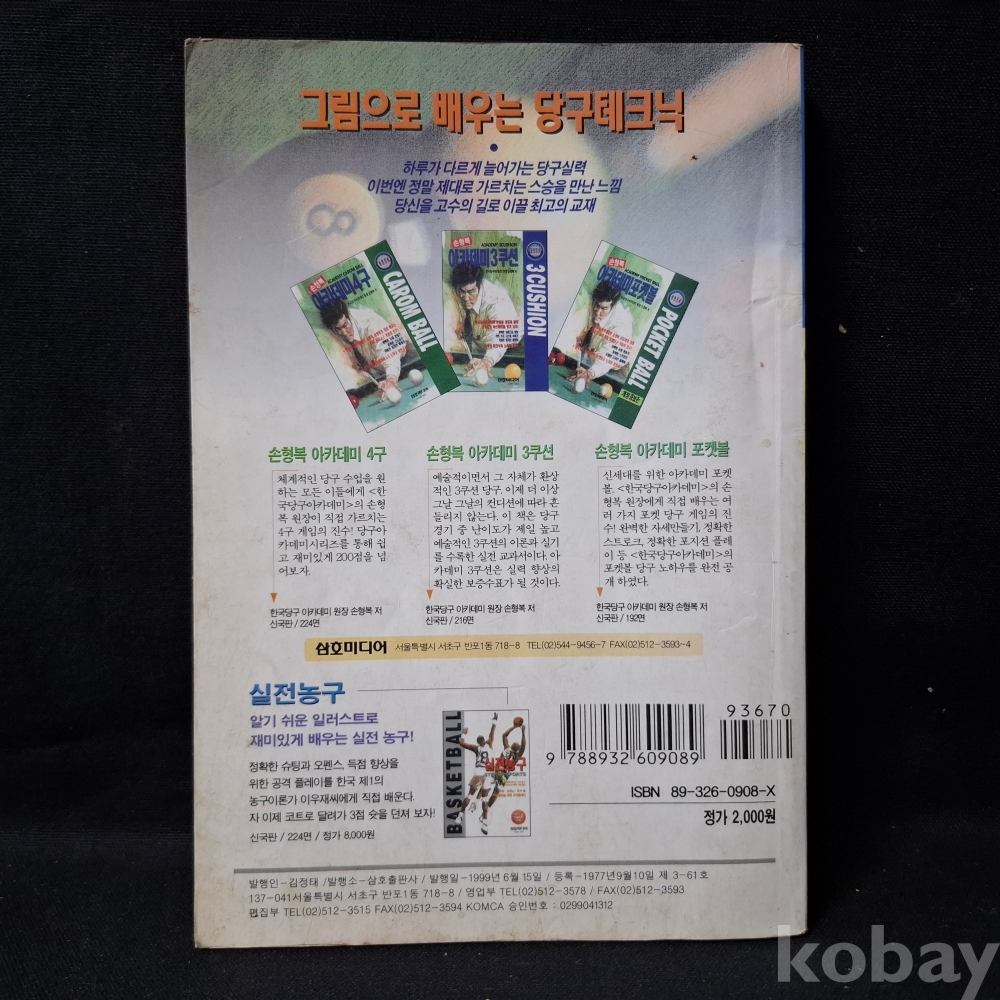 그림으로 배우는 당구테크닉
하루가 다르게 늘어가는 당구실력
이번엔 정말 제대로 가르치는 스승을 만난 느낌
당신을 고수의 길로 이끌 최고의 교재
손형복
아카데미4구
CAROM BALL
손형복
아카데미3쿠션
3 CUSHION
손형복
아카데미포켓볼
POCKET BALL
손형복 아카데미 4구
체계적인 당구 수업을 원
하는 모든 이들에게 <한
국당구아카데미>의 손형
복 원장이 직접 가르치는
4구 게임의 진수! 당구아
카데미시리즈를 통해 쉽
고 재미있게 200점을 넘
어보자.
한국당구 아카데미 원장 손형복 저
신국판 / 224면
손형복 아카데미 3쿠션
예술적이면서 그 자체가 환상
적인 3쿠션 당구. 이제 더 이상
그날 그날의 컨디션에 따라 흔
들리지 않는다. 이 책은 당구
경기 중 난이도가 제일 높고
예술적인 3쿠션의 이론과 실기
를 수록한 실전 교과서이다. 아
카데미 3쿠션은 실력 향상의
확실한 보증수표가 될 것이다.
한국당구 아카데미 원장 손형복 저
신국판 / 216면
손형복 아카데미 포켓볼
신세대를 위한 아카데미 포켓
볼. <한국당구아카데미>의 손
형복 원장에게 직접 배우는 여
러 가지 포켓 당구 게임의 진
수! 완벽한 자세만들기, 정확한
스트로크, 정확한 포지션 플레
이 등 <한국당구아카데미>의
포켓볼 당구 노하우를 완전 공
개 하였다.
한국당구 아카데미 원장 손형복 저
신국판 / 192면
삼호미디어 서울특별시 서초구 반포1동 718-8 TEL(02)544-9456~7 FAX(02)512-3593~4
실전농구
알기 쉬운 일러스트로
재미있게 배우는 실전 농구!
정확한 슈팅과 오펜스, 득점 향상을
위한 공격 플레이를 한국 제1의
농구이론가 이우재씨에게 직접 배운다.
자 이제 코트로 달려가 3점 슛을 던져 보자!
신국판 / 224면 / 정가 8,000원
BASKETBALL
실전농구
93670
9 788932 609089
ISBN 89-326-0908-X
정가 2,000원
발행인-김정태 /발행소-삼호출판사 / 발행일-1999년 6월 15일 / 등록-1977년9월10일 제 3-61호
137-041서울특별시 서초구 반포1동 718-8 / 영업부 TEL(02)512-3578 / FAX(02)512-3593
편집부 TEL(02)512-3515 FAX(02)512-3594 KOMCA 승인번호 : 0299041312
kobay